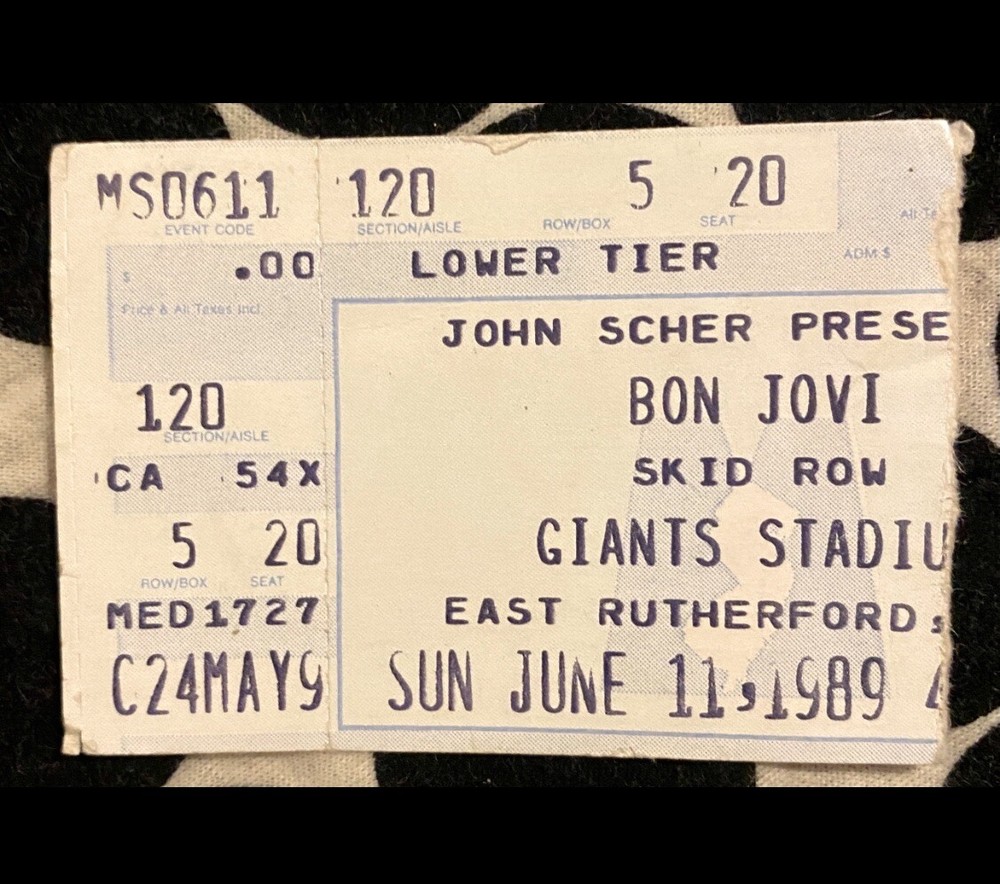 MS0611 120 5 20
EVENT CODE SECTION/AISLE ROW/BOX SEAT
$ .00 LOWER TIER ADM $
Price & All Taxes Incl.
JOHN SCHER PRESE
120 BON JOVI
SECTION/AISLE
CA 54X SKID ROW
5 20 GIANTS STADIU
ROW/BOX SEAT
MED1727 EAST RUTHERFORD,
C24MAY9 SUN JUNE 11,1989